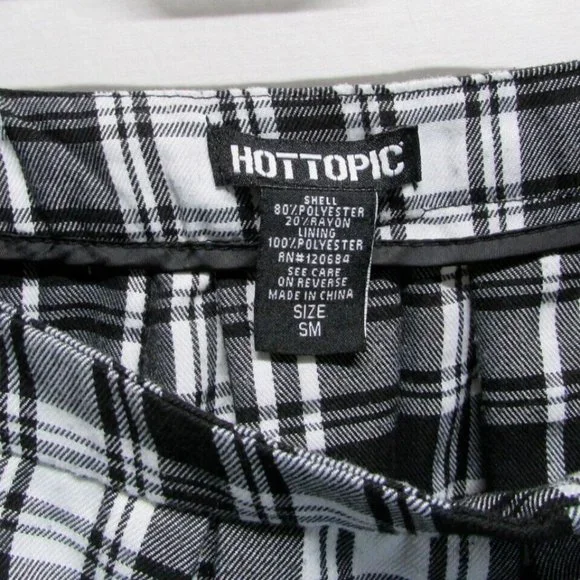 HOTTOPIC
SHELL
80%POLYESTER
20%RAYON
LINING
100%POLYESTER
RN#120684
SEE CARE
ON REVERSE
MADE IN CHINA
SIZE
SM